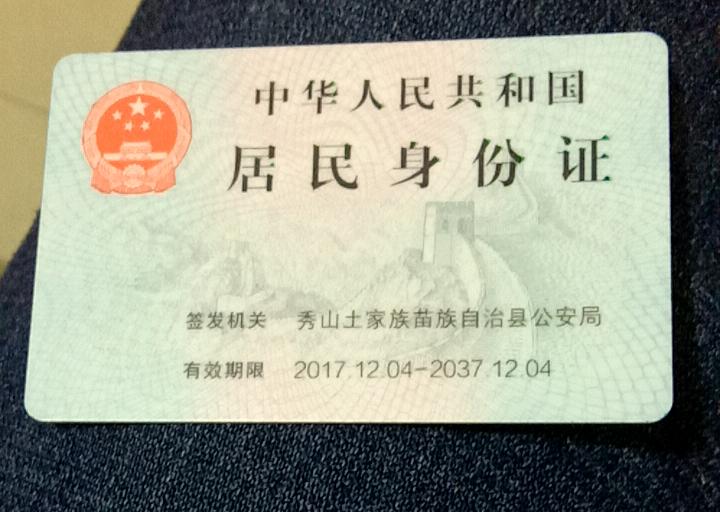 中华人民共和国
居民身份证
签发机关 秀山土家族苗族自治县公安局
有效期限 2017.12.04-2037.12.04